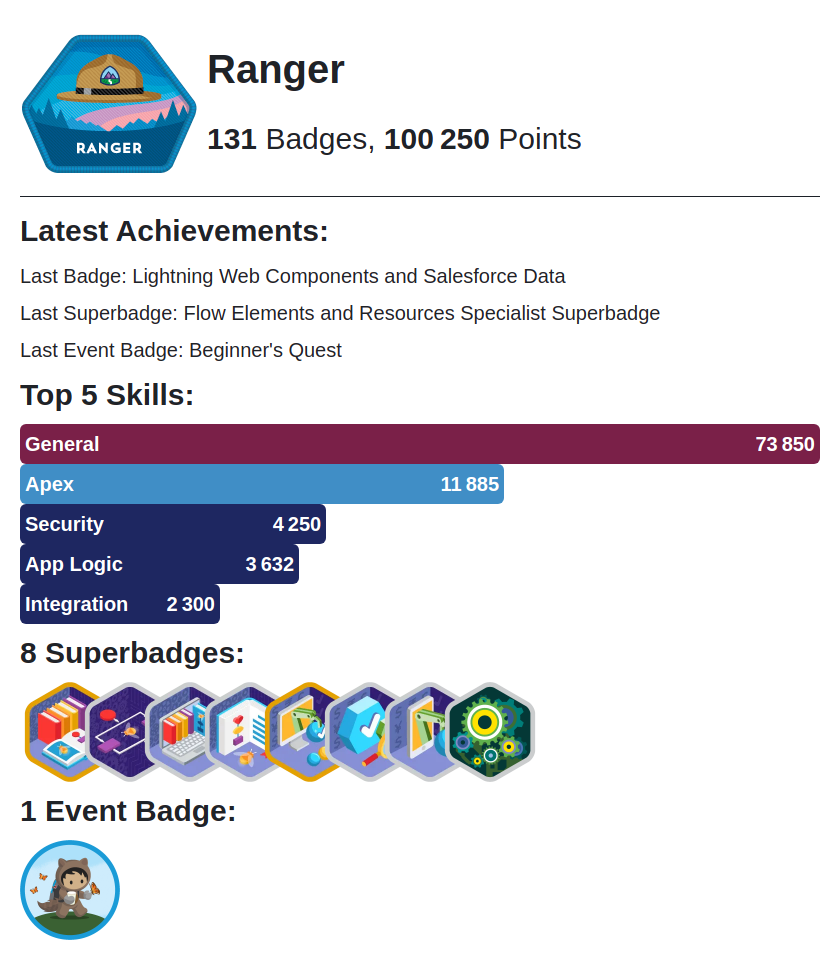 RANGER
Ranger
131 Badges, 100 250 Points
Latest Achievements:
Last Badge: Lightning Web Components and Salesforce Data
Last Superbadge: Flow Elements and Resources Specialist Superbadge
Last Event Badge: Beginner's Quest
Top 5 Skills:
General 73 850
Apex 11 885
Security 4 250
App Logic 3 632
Integration 2 300
8 Superbadges:
1 Event Badge: